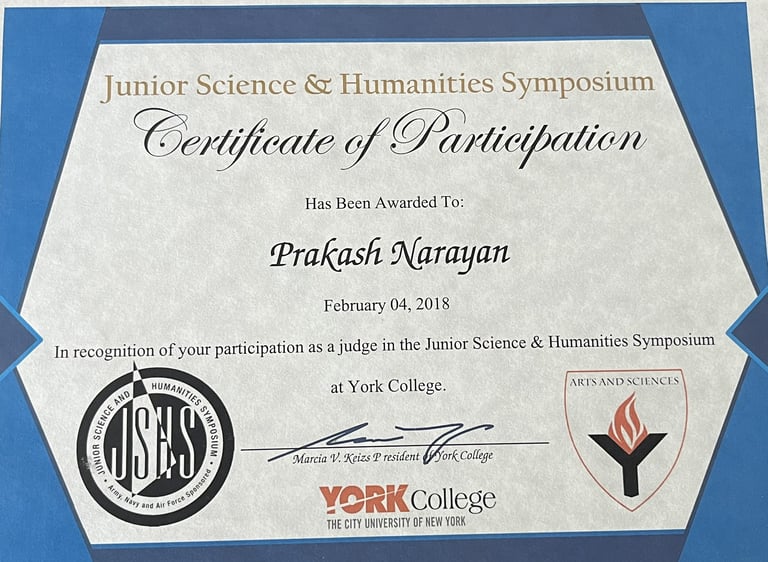 Junior Science & Humanities Symposium
Certificate of Participation
Has Been Awarded To:
Prakash Narayan
February 04, 2018
In recognition of your participation as a judge in the Junior Science & Humanities Symposium
at York College.
JUNIOR SCIENCE AND HUMANITIES SYMPOSIUM
JSHS
Army, Navy and Air Force Sponsored
Marcia V. Keizs P resident of York College
YORK College
THE CITY UNIVERSITY OF NEW YORK
ARTS AND SCIENCES
Y